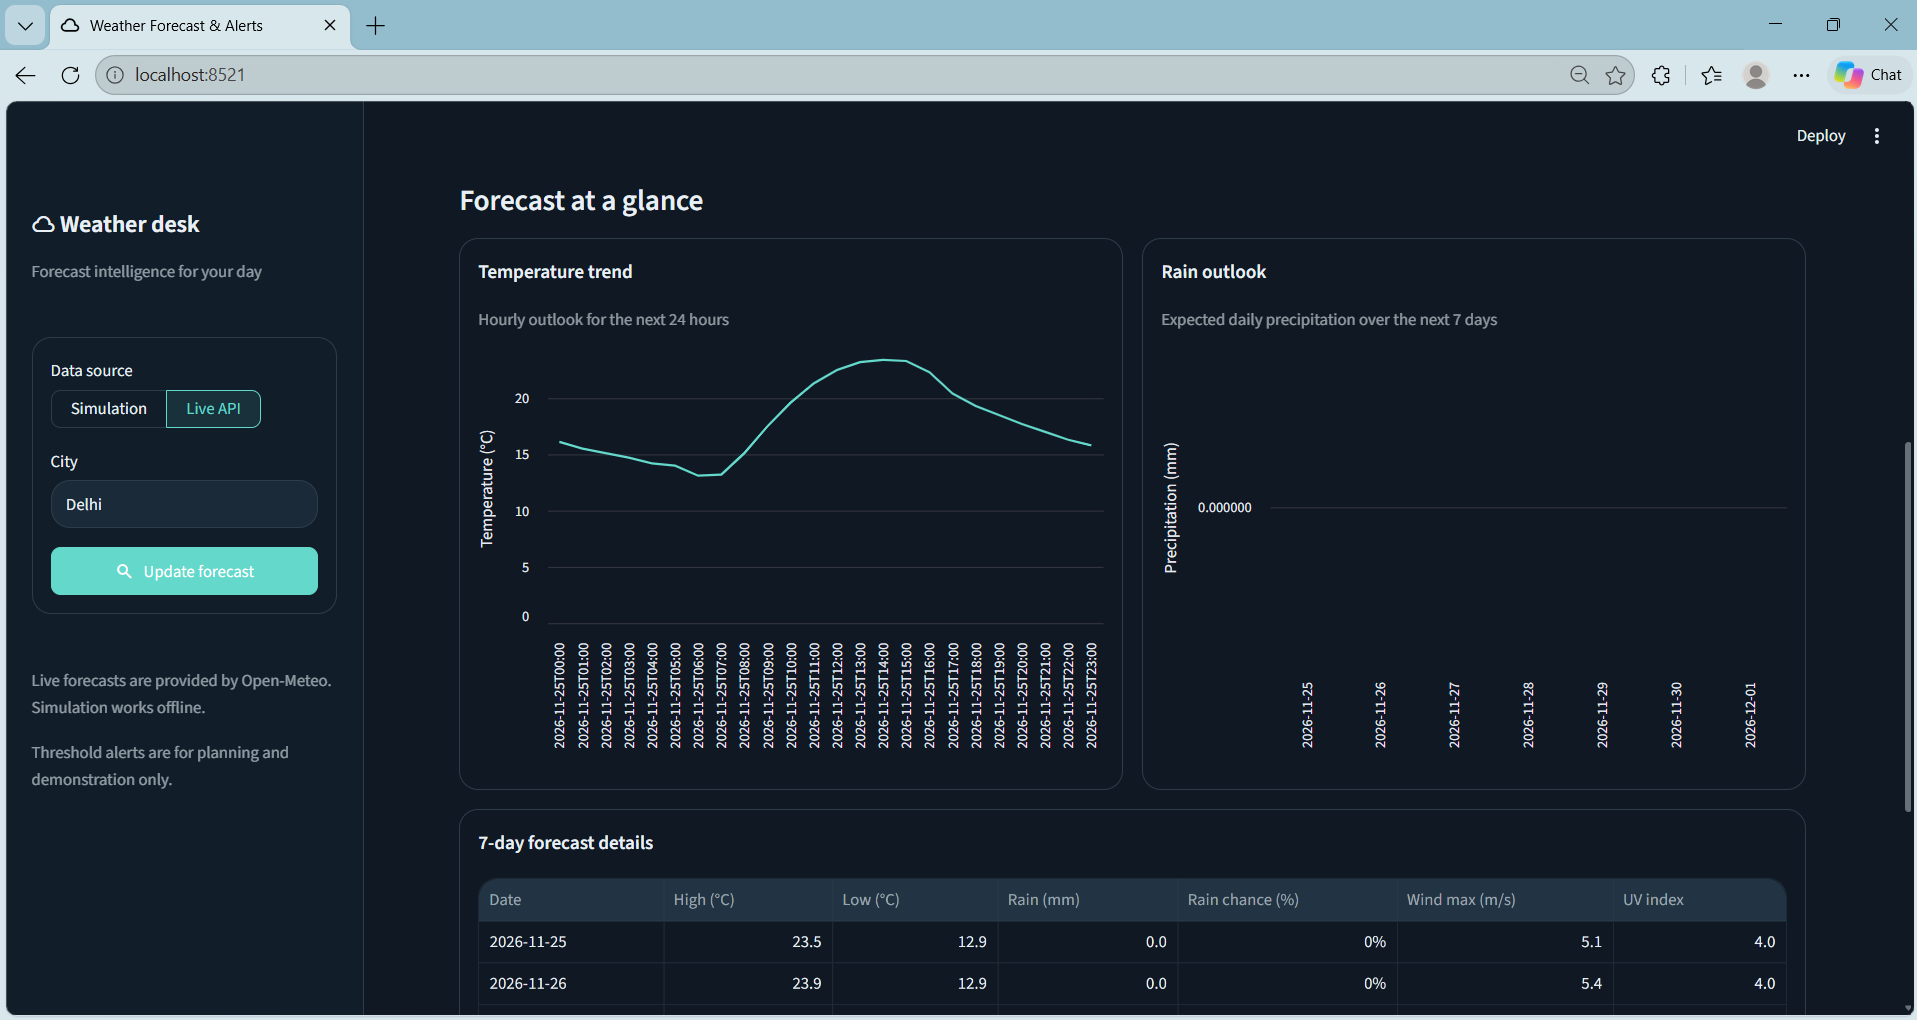 Weather Forecast & Alerts
localhost:8521
Chat
Deploy
Weather desk
Forecast intelligence for your day
Data source
Simulation
Live API
City
Delhi
Update forecast
Live forecasts are provided by Open-Meteo.
Simulation works offline.
Threshold alerts are for planning and
demonstration only.
Forecast at a glance
Temperature trend
Hourly outlook for the next 24 hours
Temperature (°C)
20
15
10
5
0
2026-11-25T00:00
2026-11-25T01:00
2026-11-25T02:00
2026-11-25T03:00
2026-11-25T04:00
2026-11-25T05:00
2026-11-25T06:00
2026-11-25T07:00
2026-11-25T08:00
2026-11-25T09:00
2026-11-25T10:00
2026-11-25T11:00
2026-11-25T12:00
2026-11-25T13:00
2026-11-25T14:00
2026-11-25T15:00
2026-11-25T16:00
2026-11-25T17:00
2026-11-25T18:00
2026-11-25T19:00
2026-11-25T20:00
2026-11-25T21:00
2026-11-25T22:00
2026-11-25T23:00
Rain outlook
Expected daily precipitation over the next 7 days
Precipitation (mm)
0.000000
2026-11-25
2026-11-26
2026-11-27
2026-11-28
2026-11-29
2026-11-30
2026-12-01
7-day forecast details
Date High (°C) Low (°C) Rain (mm) Rain chance (%) Wind max (m/s) UV index
2026-11-25 23.5 12.9 0.0 0% 5.1 4.0
2026-11-26 23.9 12.9 0.0 0% 5.4 4.0